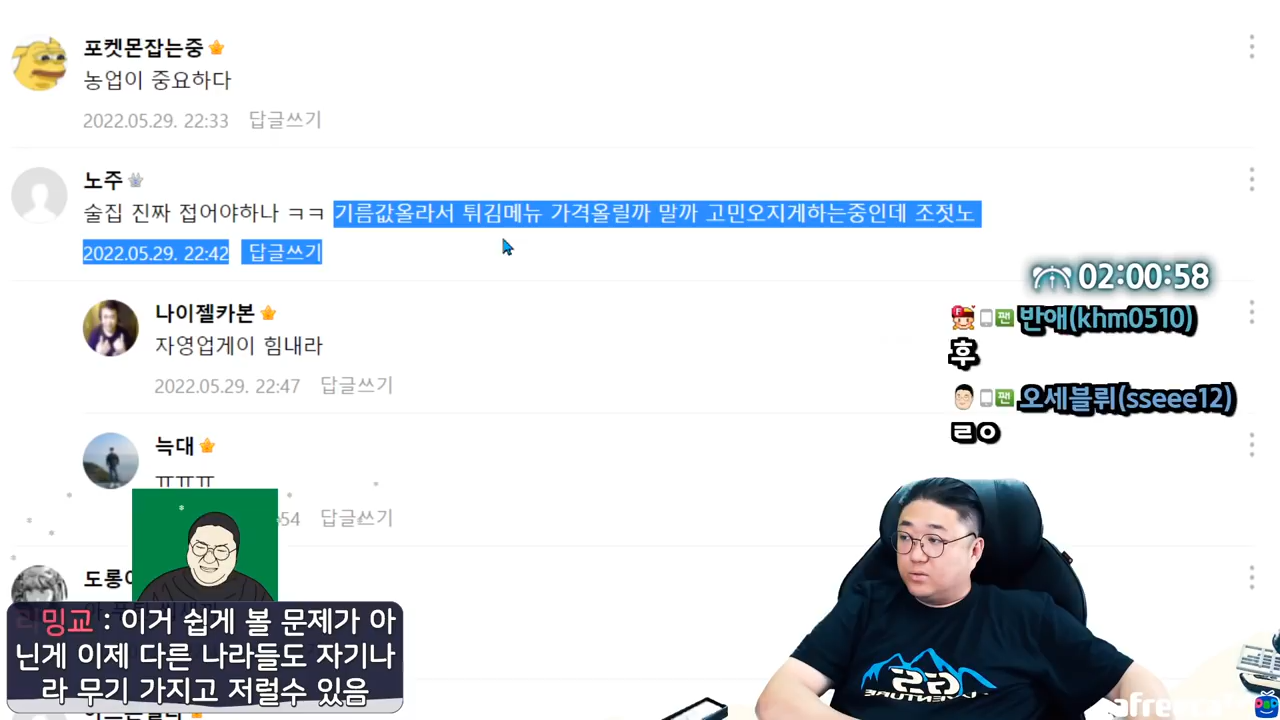 포켓몬잡는중
농업이 중요하다
2022.05.29. 22:33 답글쓰기
노주
술집 진짜 접어야하나 ㅋㅋ 기름값올라서 튀김메뉴 가격올릴까 말까 고민오지게하는중인데 조젓노
2022.05.29. 22:42 답글쓰기
02:00:58
나이젤카본
자영업게이 힘내라
2022.05.29. 22:47 답글쓰기
팬 반애(khm0510)
후
팬 오세블뤼(sseee12)
ㄹㅇ
늑대
ㅠㅠㅠ
54 답글쓰기
도롱이
밍교 : 이거 쉽게 볼 문제가 아
닌게 이제 다른 나라들도 자기나
라 무기 가지고 저럴수 있음